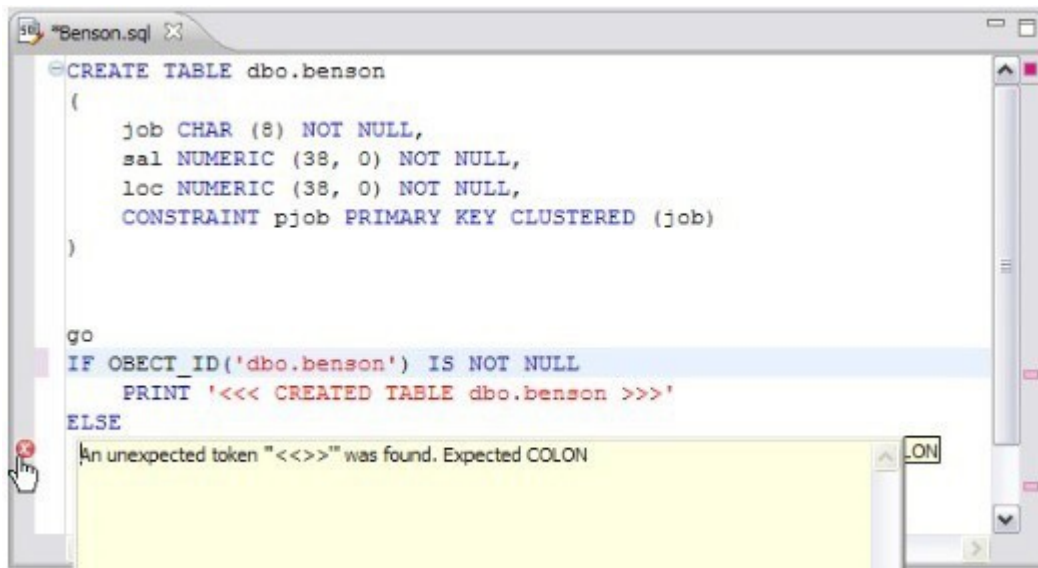 *Benson.sql
CREATE TABLE dbo.benson
(
job CHAR (8) NOT NULL,
sal NUMERIC (38, 0) NOT NULL,
loc NUMERIC (38, 0) NOT NULL,
CONSTRAINT pjob PRIMARY KEY CLUSTERED (job)
)
go
IF OBECT_ID('dbo.benson') IS NOT NULL
PRINT '<<< CREATED TABLE dbo.benson >>>'
ELSE
An unexpected token "'<<>>'" was found. Expected COLON
LON